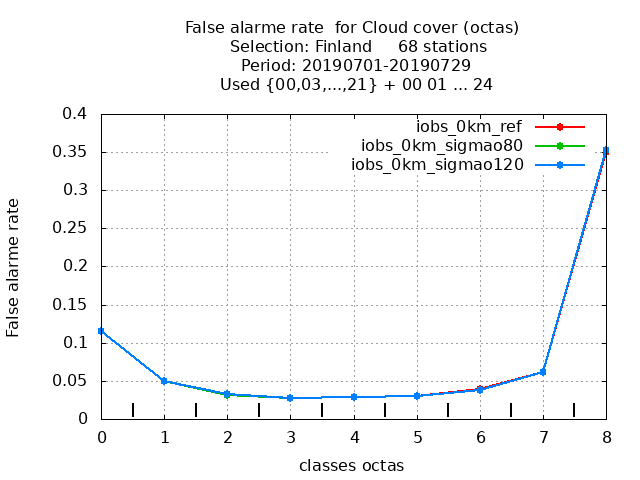 False alarme rate  for Cloud cover (octas)
Selection: Finland     68 stations
Period: 20190701-20190729
Used {00,03,...,21} + 00 01 ... 24
iobs_0km_ref
iobs_0km_sigmao80
iobs_0km_sigmao120
False alarme rate
0.4
0.35
0.3
0.25
0.2
0.15
0.1
0.05
0
0 1 2 3 4 5 6 7 8
classes octas